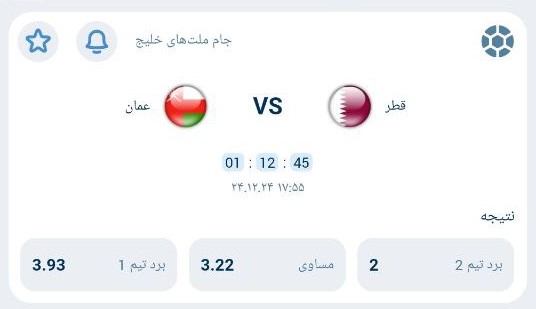 جام ملت‌های خلیج
قطر VS عمان
01 : 12 : 45
۲۴.۱۲.۲۴ ۱۷:۵۵
نتیجه
برد تیم 2 2
مساوی 3.22
برد تیم 1 3.93